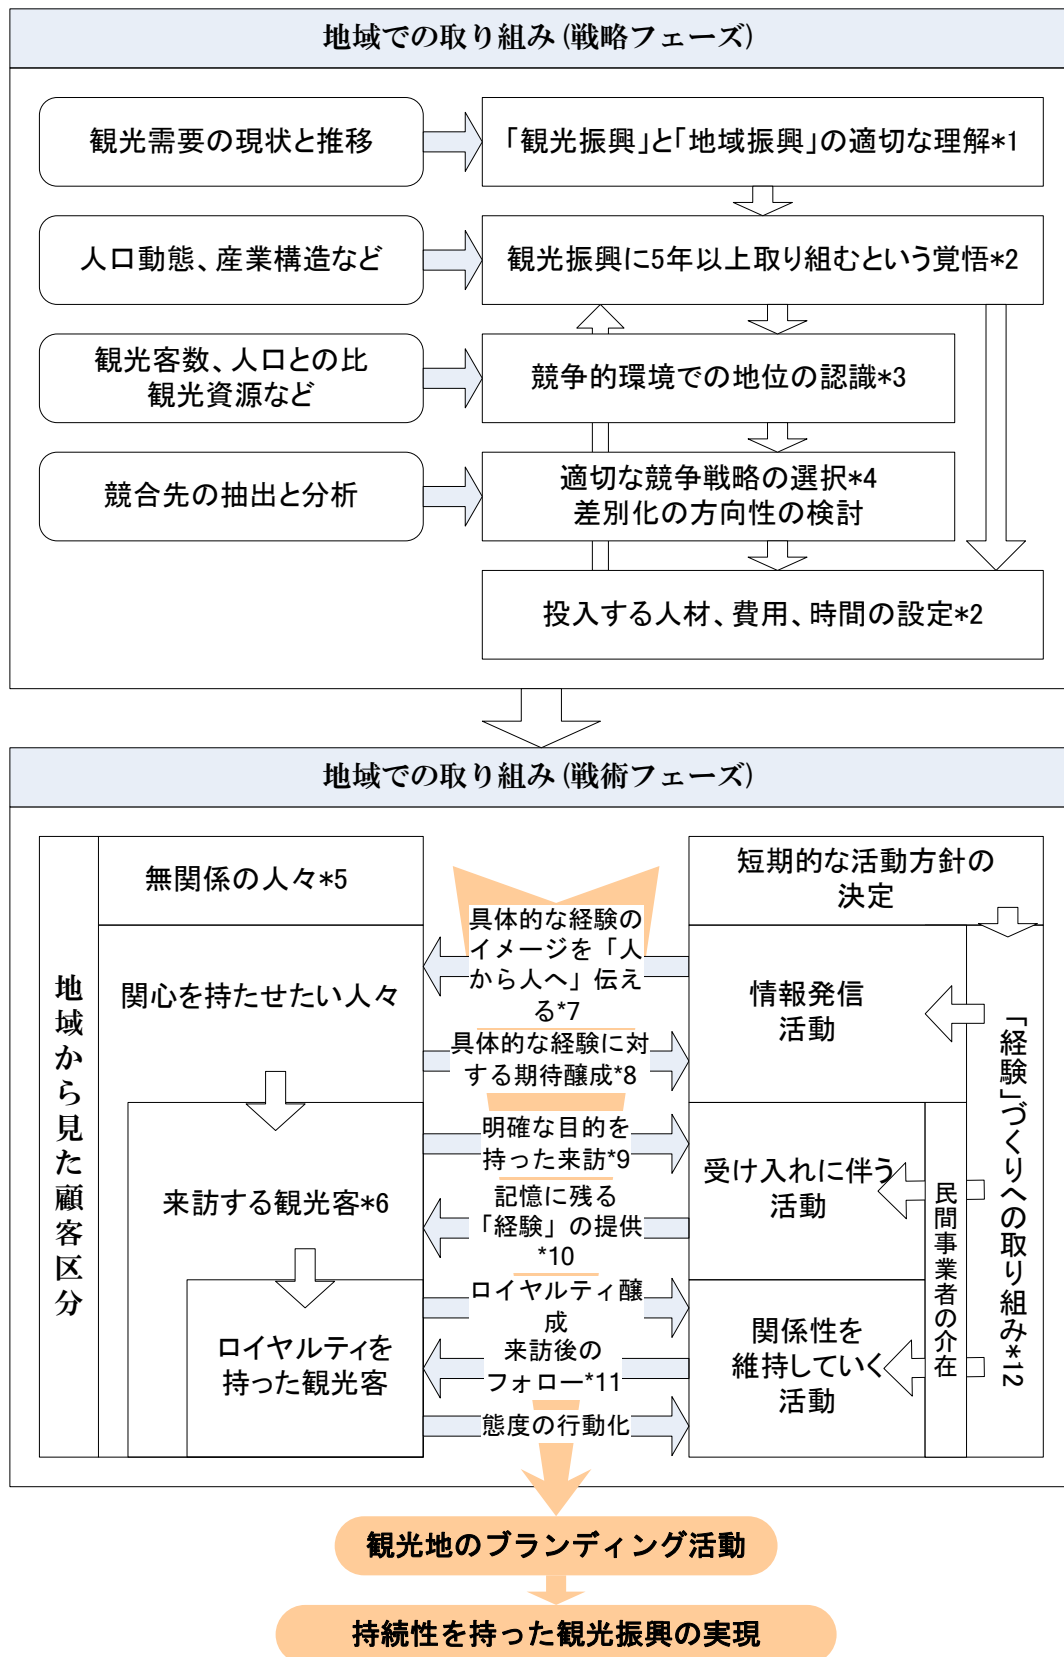 地域での取り組み(戦略フェーズ)
観光需要の現状と推移
「観光振興」と「地域振興」の適切な理解*1
人口動態、産業構造など
観光振興に5年以上取り組むという覚悟*2
観光客数、人口との比
観光資源など
競争的環境での地位の認識*3
競合先の抽出と分析
適切な競争戦略の選択*4
差別化の方向性の検討
投入する人材、費用、時間の設定*2
地域での取り組み(戦術フェーズ)
地域から見た顧客区分
無関係の人々*5
関心を持たせたい人々
来訪する観光客*6
ロイヤルティを
持った観光客
具体的な経験の
イメージを「人
から人へ」伝え
る*7
具体的な経験に対
する期待醸成*8
明確な目的を
持った来訪*9
記憶に残る
「経験」の提供
*10
ロイヤルティ醸
成
来訪後の
フォロー*11
態度の行動化
短期的な活動方針の
決定
情報発信
活動
受け入れに伴う
活動
関係性を
維持していく
活動
民間事業者の介在
「経験」づくりへの取り組み*12
観光地のブランディング活動
持続性を持った観光振興の実現